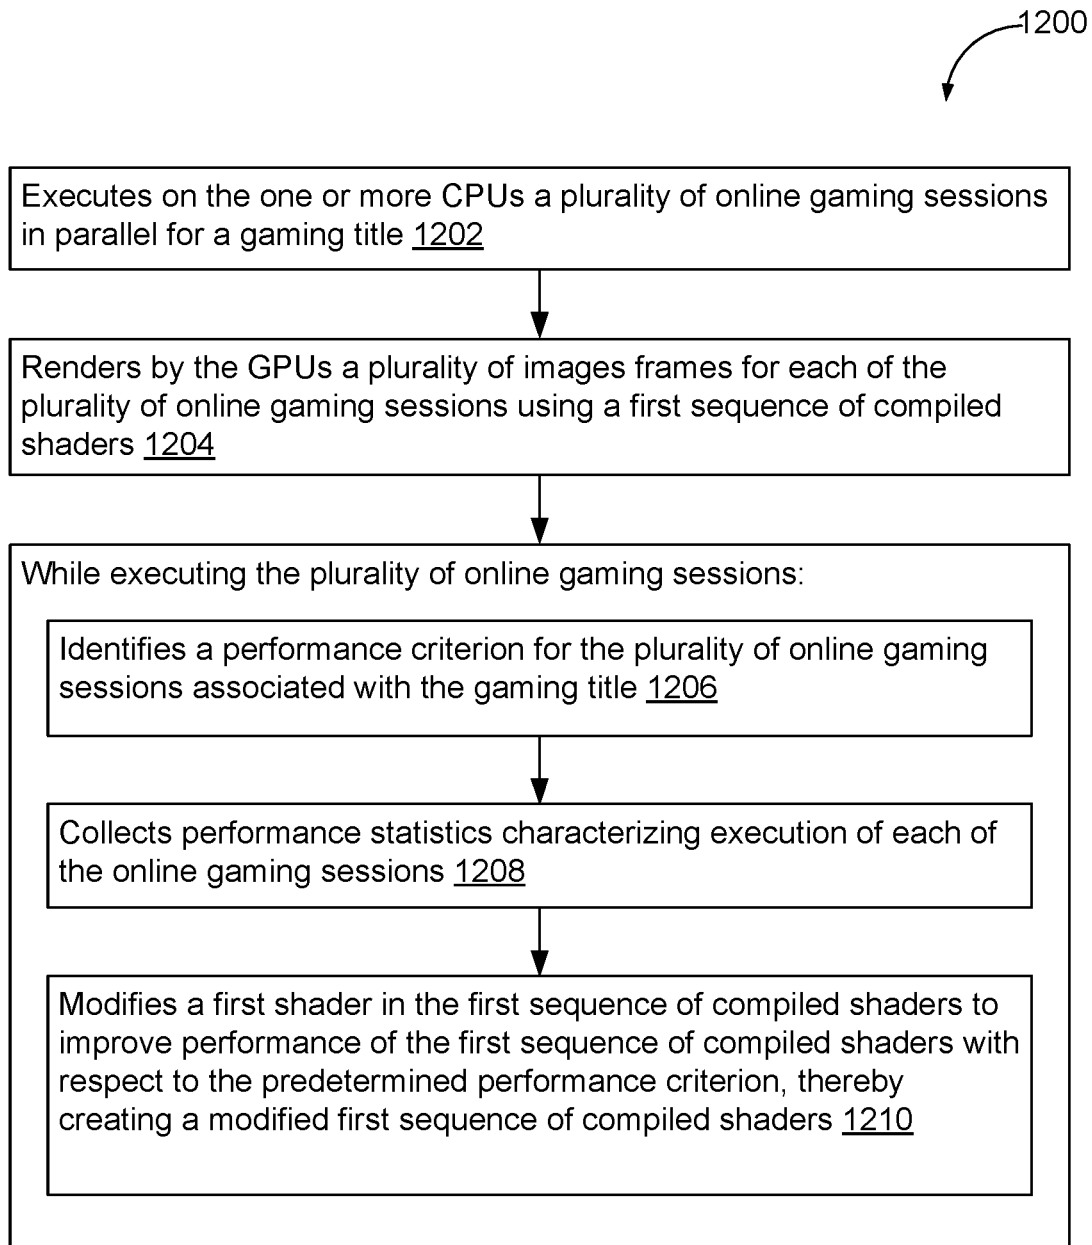 1200
Executes on the one or more CPUs a plurality of online gaming sessions
in parallel for a gaming title 1202
Renders by the GPUs a plurality of images frames for each of the
plurality of online gaming sessions using a first sequence of compiled
shaders 1204
While executing the plurality of online gaming sessions:
Identifies a performance criterion for the plurality of online gaming
sessions associated with the gaming title 1206
Collects performance statistics characterizing execution of each of
the online gaming sessions 1208
Modifies a first shader in the first sequence of compiled shaders to
improve performance of the first sequence of compiled shaders with
respect to the predetermined performance criterion, thereby
creating a modified first sequence of compiled shaders 1210